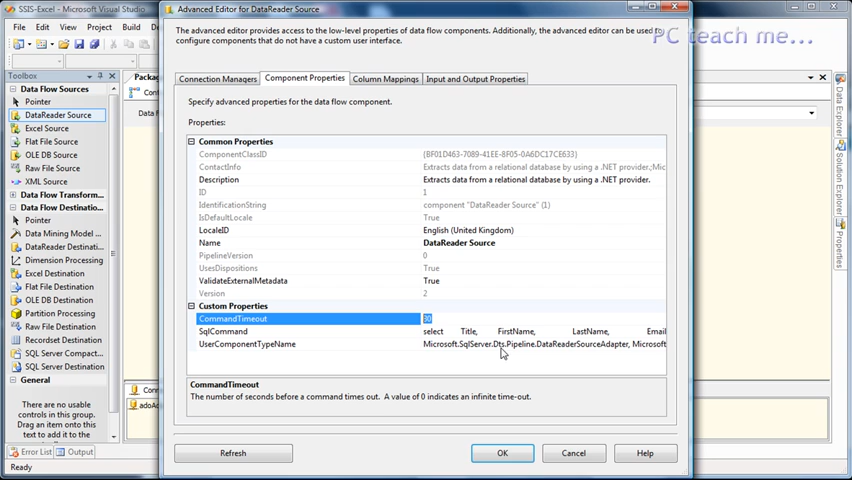 SSIS-Excel - Microsoft Visual Studio
File Edit View Project Build
Toolbox
Data Flow Sources
Pointer
DataReader Source
Excel Source
Flat File Source
OLE DB Source
Raw File Source
XML Source
Data Flow Transform
Data Flow Destinatio
Pointer
Data Mining Model ...
DataReader Destinati...
Dimension Processing
Excel Destination
Flat File Destination
OLE DB Destination
Raw File Destination
Recordset Destination
SQL Server Compact...
SQL Server Destination
General
There are no usable
controls in this group.
Drag an item onto
this text to add it to
the toolbox.
Error List Output
Ready
Advanced Editor for DataReader Source
The advanced editor provides access to the low-level properties of data flow components. Additionally, the advanced editor can be used to
configure components that do not have a custom user interface.
PC teach me...
Connection Managers Component Properties Column Mappings Input and Output Properties
Specify advanced properties for the data flow component.
Properties:
Common Properties
ComponentClassID {BF01D463-7089-41EE-8F05-0A6DC17CE633}
ContactInfo Extracts data from a relational database by using a .NET provider.;Mi
Description Extracts data from a relational database by using a .NET provider.
ID 1
IdentificationString component "DataReader Source" (1)
IsDefaultLocale True
LocaleID English (United Kingdom)
Name DataReader Source
PipelineVersion 0
UsesDispositions True
ValidateExternalMetadata True
Version 2
Custom Properties
CommandTimeout 30
SqlCommand select Title, FirstName, LastName, Email
UserComponentTypeName Microsoft.SqlServer.Dts.Pipeline.DataReaderSourceAdapter, Microsoft
CommandTimeout
The number of seconds before a command times out. A value of 0 indicates an infinite time-out.
Refresh OK Cancel Help
Data Explorer
Solution Explorer
Properties